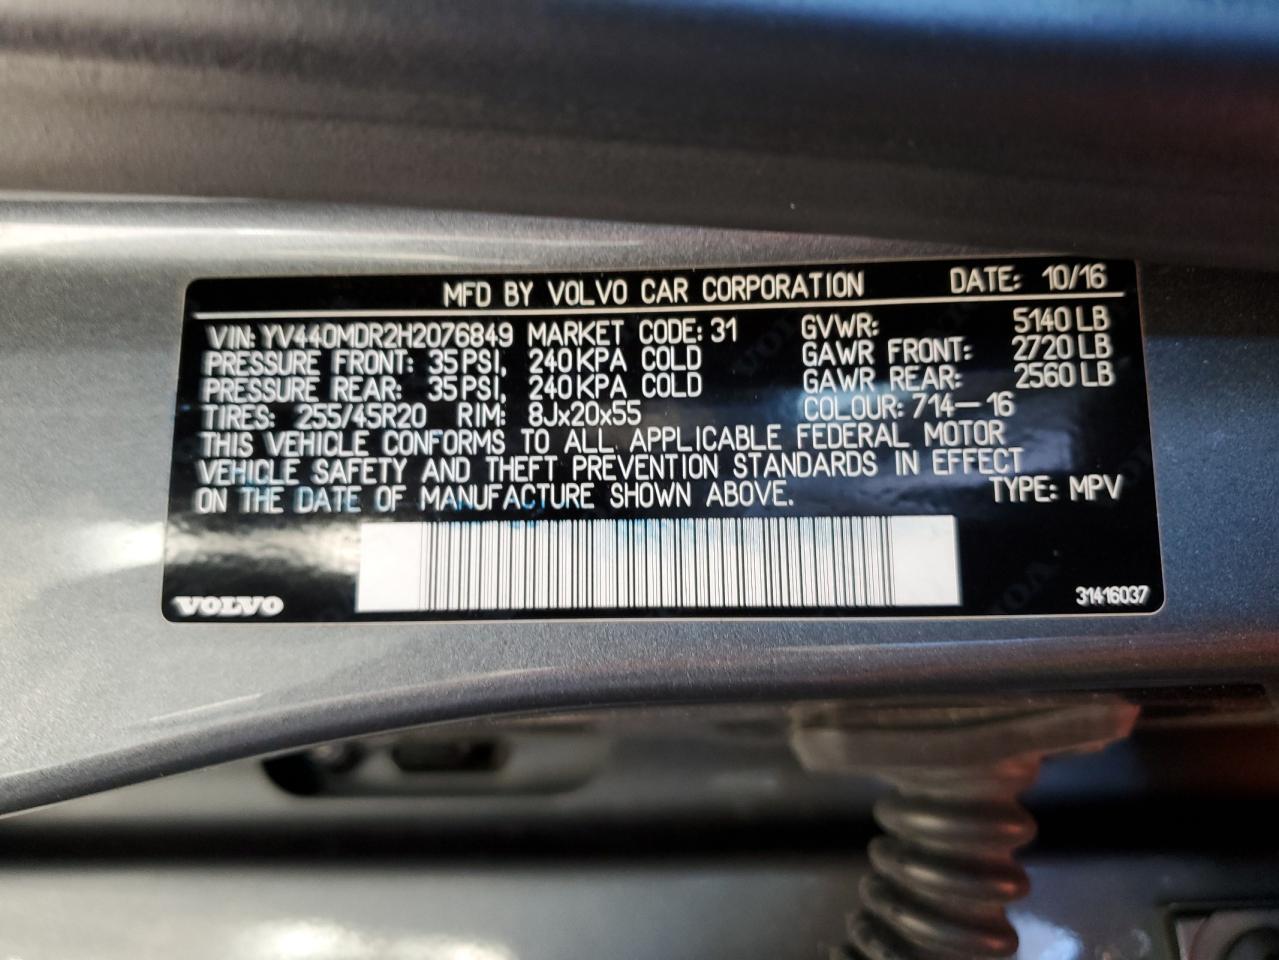 MFD BY VOLVO CAR CORPORATION DATE: 10/16
VIN: YV440MDR2H2076849 MARKET CODE: 31 GVWR: 5140 LB
PRESSURE FRONT: 35 PSI, 240 KPA COLD GAWR FRONT: 2720 LB
PRESSURE REAR: 35 PSI, 240 KPA COLD GAWR REAR: 2560 LB
TIRES: 255/45R20 RIM: 8Jx20x55 COLOUR: 714-16
THIS VEHICLE CONFORMS TO ALL APPLICABLE FEDERAL MOTOR
VEHICLE SAFETY AND THEFT PREVENTION STANDARDS IN EFFECT
ON THE DATE OF MANUFACTURE SHOWN ABOVE. TYPE: MPV
VOLVO 31416037